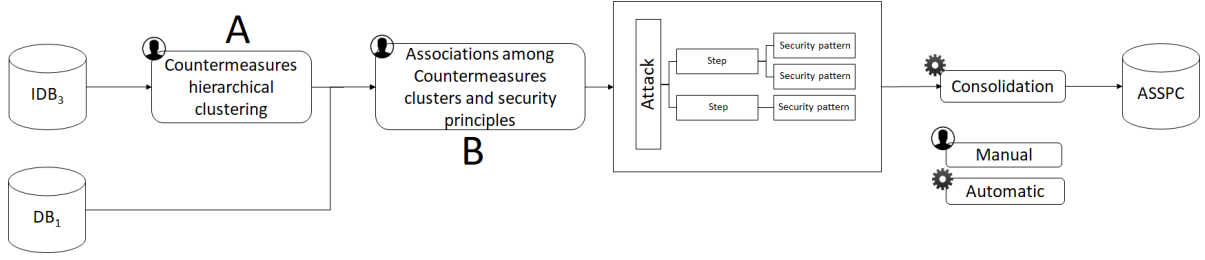 A
IDB3
Countermeasures
hierarchical
clustering
Associations among
Countermeasures
clusters and security
principles
B
Attack
Step
Security pattern
Security pattern
Step
Security pattern
Consolidation
ASSPC
Manual
Automatic
DB1